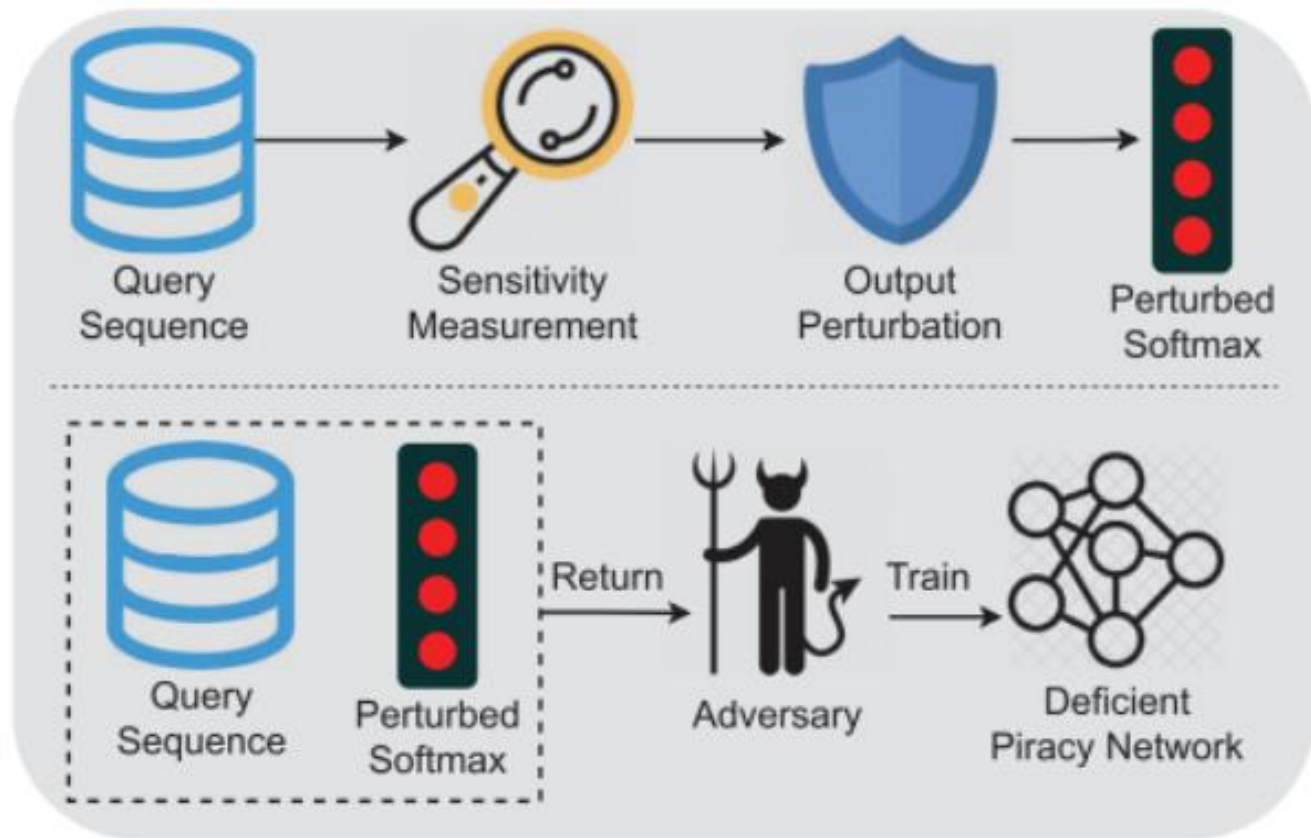 Query
Sequence
Sensitivity
Measurement
Output
Perturbation
Perturbed
Softmax
Query
Sequence
Perturbed
Softmax
Return
Adversary
Train
Deficient
Piracy Network